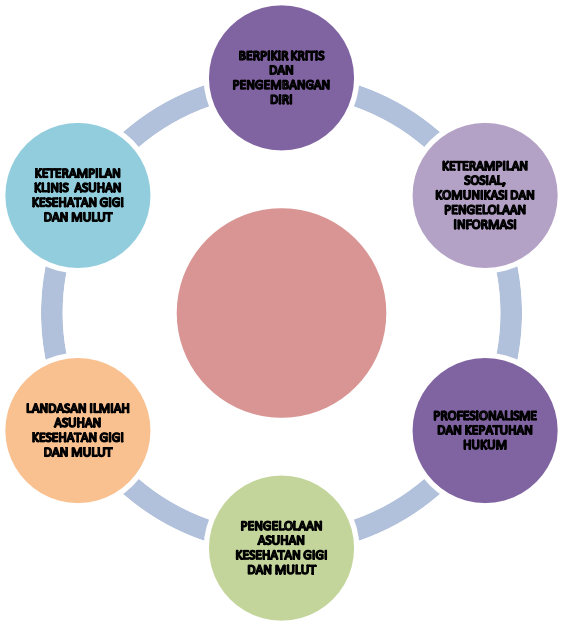 BERPIKIR KRITIS
DAN
PENGEMBANGAN
DIRI
KETERAMPILAN
SOSIAL,
KOMUNIKASI DAN
PENGELOLAAN
INFORMASI
PROFESIONALISME
DAN KEPATUHAN
HUKUM
PENGELOLAAN
ASUHAN
KESEHATAN GIGI
DAN MULUT
LANDASAN ILMIAH
ASUHAN
KESEHATAN GIGI
DAN MULUT
KETERAMPILAN
KLINIS ASUHAN
KESEHATAN GIGI
DAN MULUT